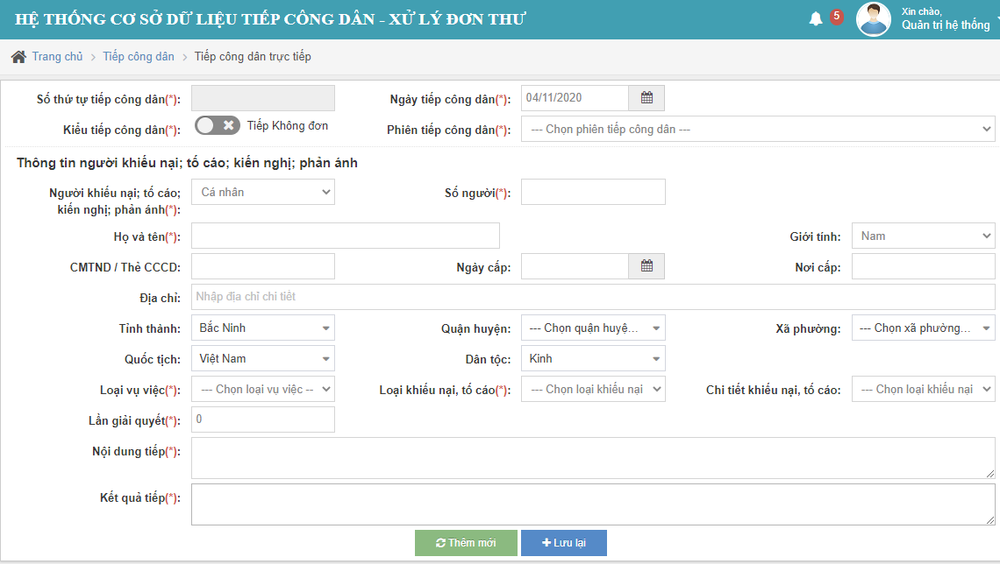 HỆ THỐNG CƠ SỞ DỮ LIỆU TIẾP CÔNG DÂN - XỬ LÝ ĐƠN THƯ
5
Xin chào,
Quản trị hệ thống
Trang chủ > Tiếp công dân > Tiếp công dân trực tiếp
Số thứ tự tiếp công dân(*): Ngày tiếp công dân(*): 04/11/2020
Kiểu tiếp công dân(*): Tiếp Không đơn Phiên tiếp công dân(*): --- Chọn phiên tiếp công dân ---
Thông tin người khiếu nại; tố cáo; kiến nghị; phản ánh
Người khiếu nại; tố cáo;
kiến nghị; phản ánh(*): Cá nhân Số người(*):
Họ và tên(*): Giới tính: Nam
CMTND / Thẻ CCCD: Ngày cấp: Nơi cấp:
Địa chỉ: Nhập địa chỉ chi tiết
Tỉnh thành: Bắc Ninh Quận huyện: --- Chọn quận huyệ... Xã phường: --- Chọn xã phường...
Quốc tịch: Việt Nam Dân tộc: Kinh
Loại vụ việc(*): --- Chọn loại vụ việc -- Loại khiếu nại, tố cáo(*): --- Chọn loại khiếu nại Chi tiết khiếu nại, tố cáo: --- Chọn loại khiếu nại
Lần giải quyết(*): 0
Nội dung tiếp(*):
Kết quả tiếp(*):
Thêm mới Lưu lại